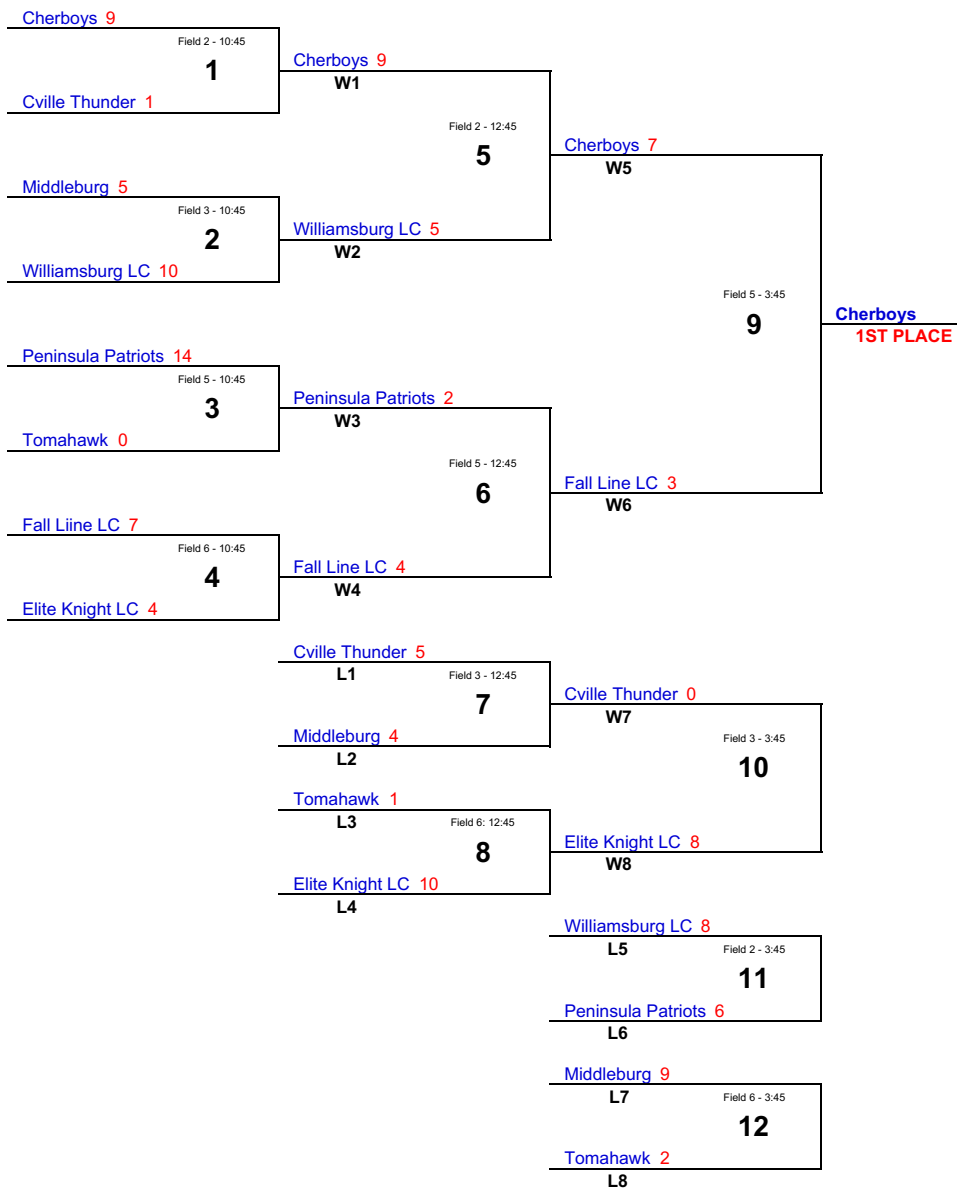 Cherboys 9
Field 2 - 10:45
1
Cville Thunder 1
Cherboys 9
W1
Field 2 - 12:45
5
Cherboys 7
W5
Middleburg 5
Field 3 - 10:45
2
Williamsburg LC 10
Williamsburg LC 5
W2
Field 5 - 3:45
9
Cherboys
1ST PLACE
Peninsula Patriots 14
Field 5 - 10:45
3
Tomahawk 0
Peninsula Patriots 2
W3
Field 5 - 12:45
6
Fall Line LC 3
W6
Fall Liine LC 7
Field 6 - 10:45
4
Elite Knight LC 4
Fall Line LC 4
W4
Cville Thunder 5
L1
Field 3 - 12:45
7
Middleburg 4
L2
Cville Thunder 0
W7
Field 3 - 3:45
10
Tomahawk 1
L3
Field 6: 12:45
8
Elite Knight LC 10
L4
Elite Knight LC 8
W8
Williamsburg LC 8
L5
Field 2 - 3:45
11
Peninsula Patriots 6
L6
Middleburg 9
L7
Field 6 - 3:45
12
Tomahawk 2
L8